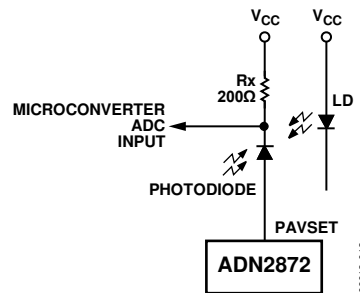 VCC
VCC
Rx
200Ω
MICROCONVERTER
ADC
INPUT
LD
PHOTODIODE
PAVSET
ADN2872